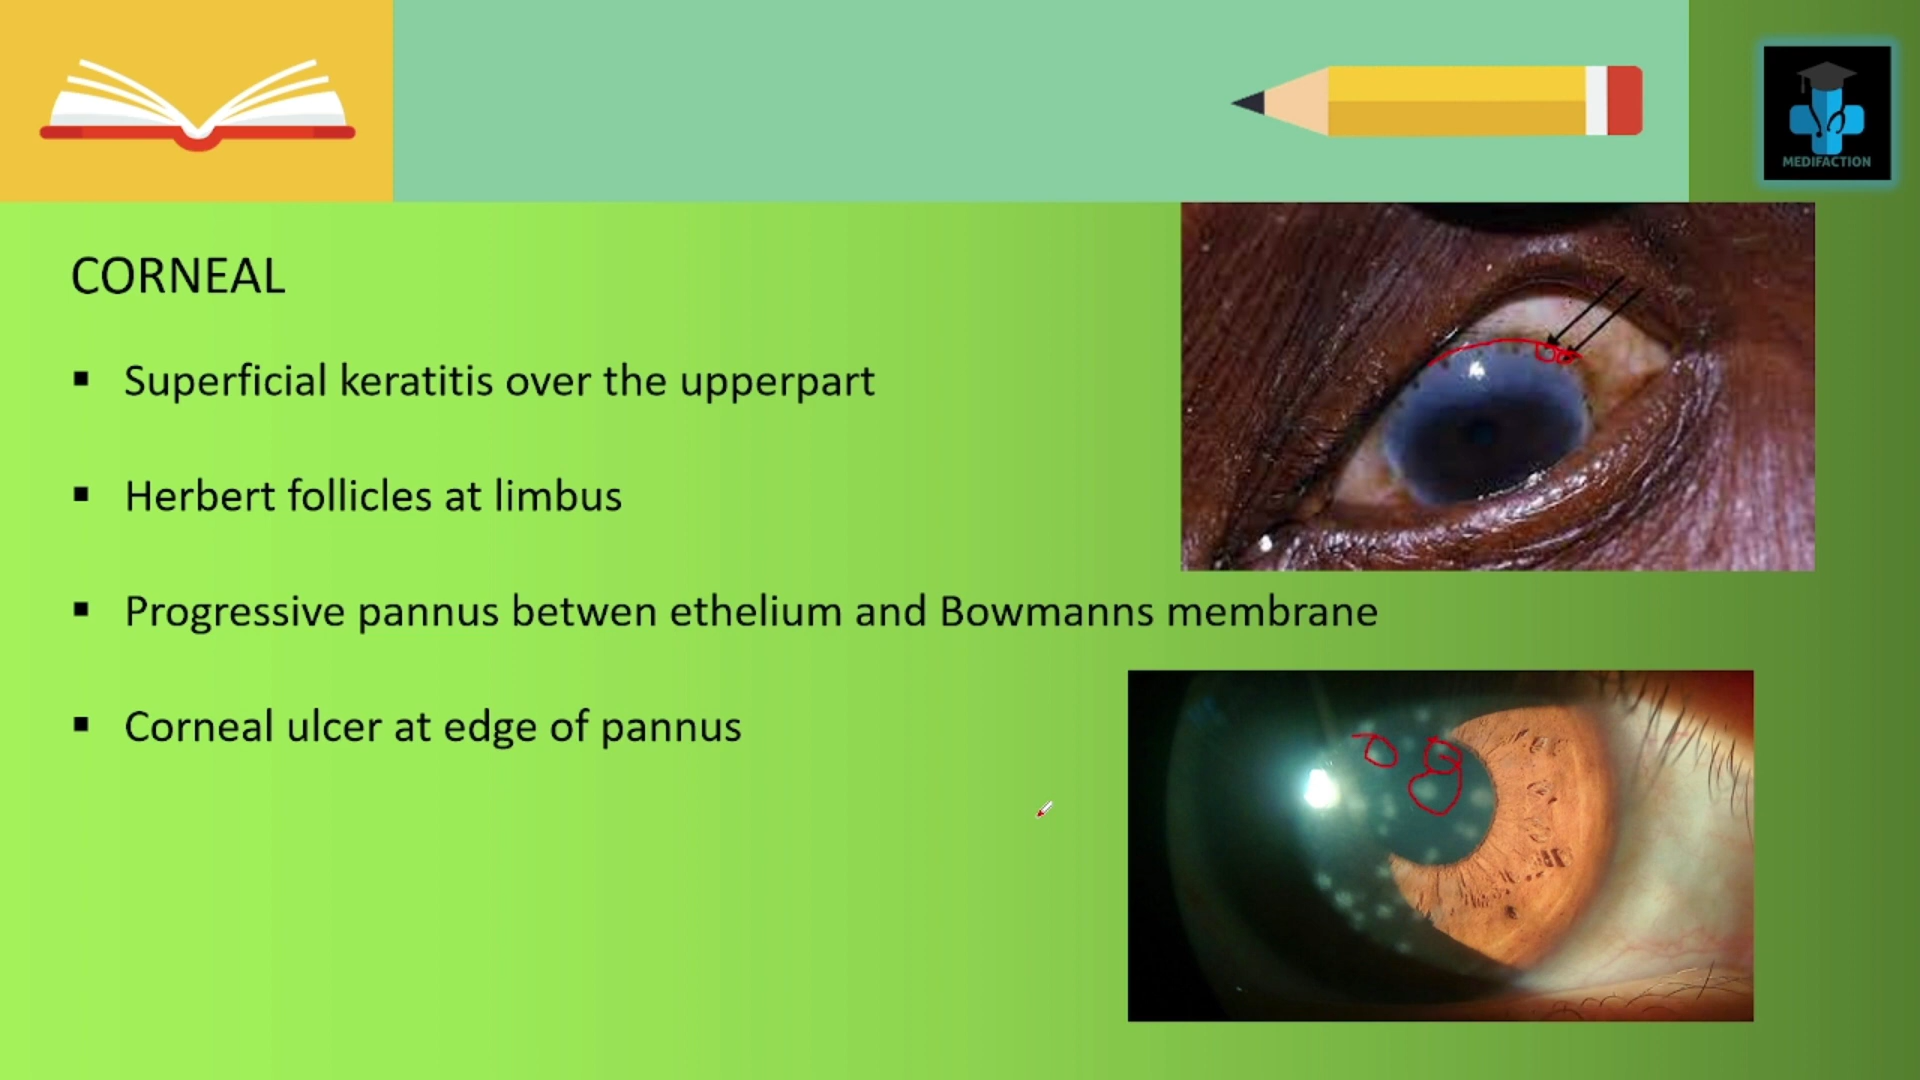 MEDIFACTION
CORNEAL
Superficial keratitis over the upperpart
Herbert follicles at limbus
Progressive pannus betwen ethelium and Bowmanns membrane
Corneal ulcer at edge of pannus